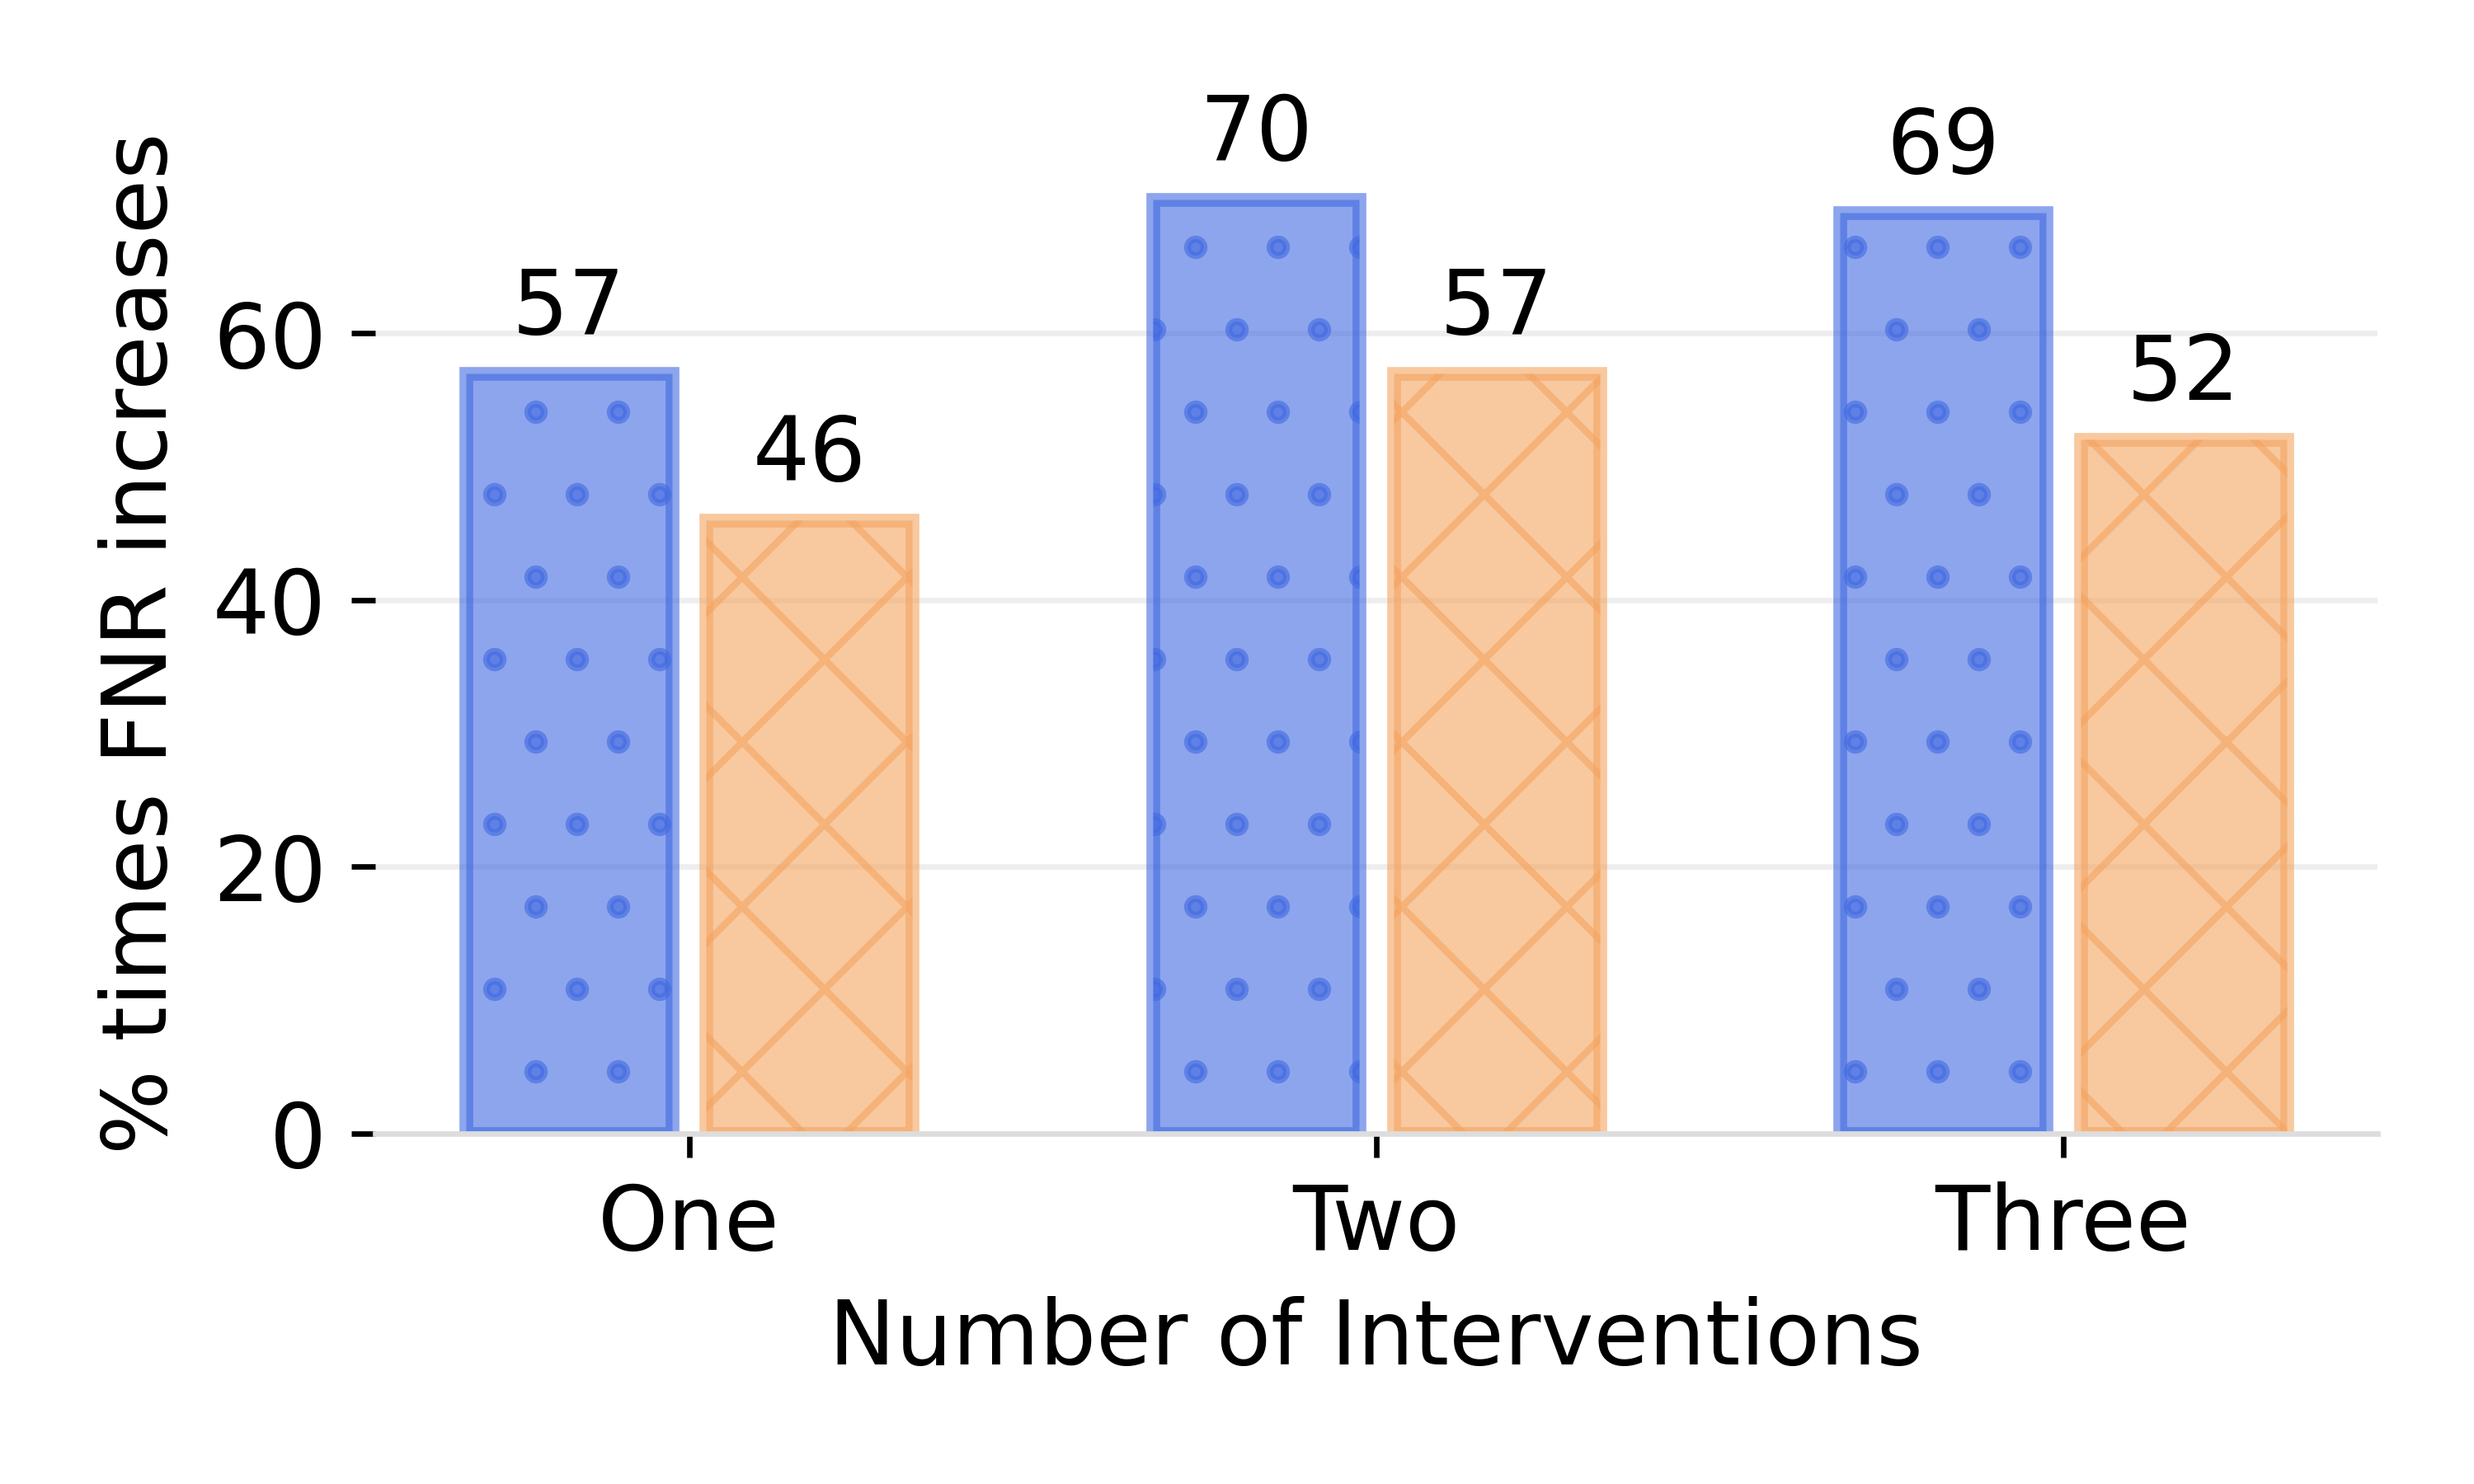 % times FNR increases
60
40
20
0
57
46
70
57
69
52
One
Two
Three
Number of Interventions